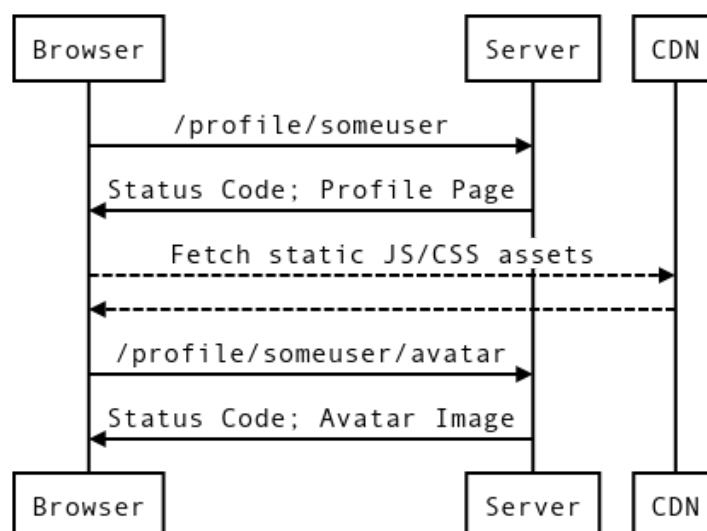 Browser Server CDN
/profile/someuser
Status Code; Profile Page
Fetch static JS/CSS assets
/profile/someuser/avatar
Status Code; Avatar Image
Browser Server CDN